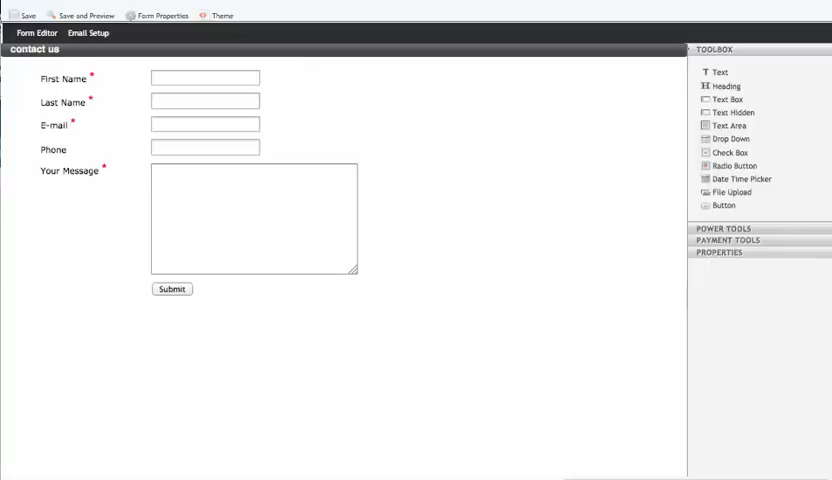 Save Save and Preview Form Properties Theme
Form Editor Email Setup
contact us
First Name *
Last Name *
E-mail *
Phone
Your Message *
Submit
TOOLBOX
T Text
H Heading
Text Box
Text Hidden
Text Area
Drop Down
Check Box
Radio Button
Date Time Picker
File Upload
Button
POWER TOOLS
PAYMENT TOOLS
PROPERTIES